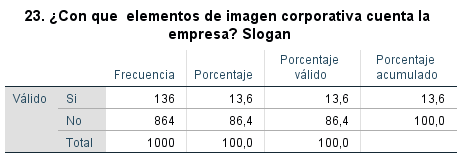 23. ¿Con que elementos de imagen corporativa cuenta la
empresa? Slogan
Frecuencia Porcentaje Porcentaje válido Porcentaje acumulado
Válido Si 136 13,6 13,6 13,6
No 864 86,4 86,4 100,0
Total 1000 100,0 100,0